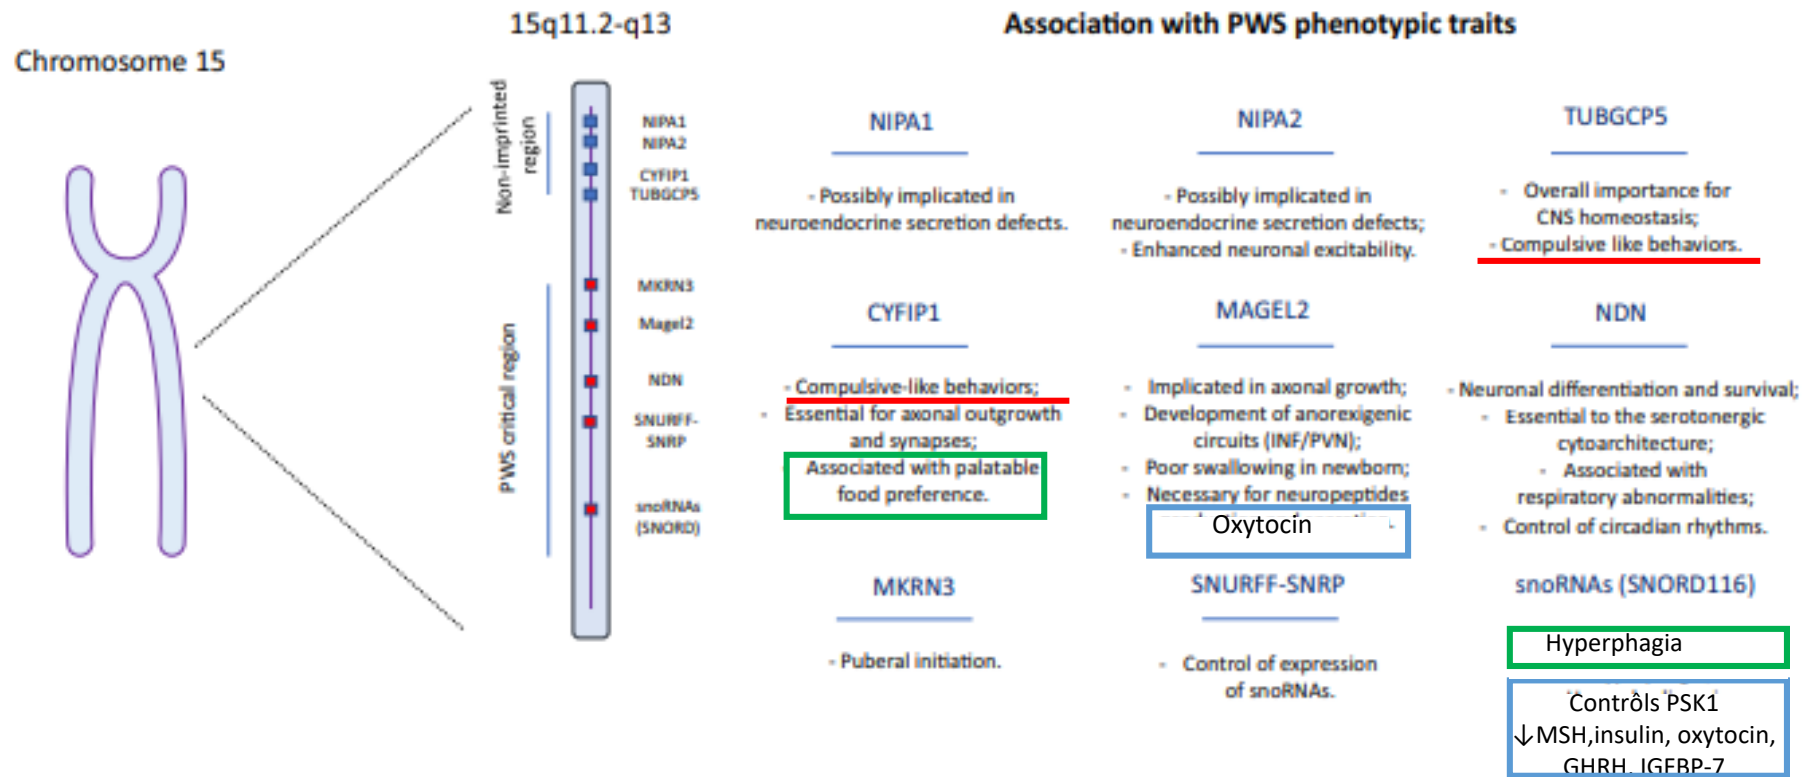 Chromosome 15
15q11.2-q13
Non-imprinted
region
PWS critical region
NIPA1
NIPA2
CYFIP1
TUBGCP5
MKRN3
Magel2
NDN
SNURFF-
SNRP
snoRNAs
(SNORD)
Association with PWS phenotypic traits
NIPA1
- Possibly implicated in
neuroendocrine secretion defects.
NIPA2
- Possibly implicated in
neuroendocrine secretion defects;
- Enhanced neuronal excitability.
TUBGCP5
- Overall importance for
CNS homeostasis;
- Compulsive like behaviors.
CYFIP1
- Compulsive-like behaviors;
- Essential for axonal outgrowth
and synapses;
Associated with palatable
food preference.
MAGEL2
- Implicated in axonal growth;
- Development of anorexigenic
circuits (INF/PVN);
- Poor swallowing in newborn;
- Necessary for neuropeptides
Oxytocin
NDN
- Neuronal differentiation and survival;
- Essential to the serotonergic
cytoarchitecture;
- Associated with
respiratory abnormalities;
- Control of circadian rhythms.
MKRN3
- Puberal initiation.
SNURFF-SNRP
- Control of expression
of snoRNAs.
snoRNAs (SNORD116)
Hyperphagia
Contrôls PSK1
↓MSH,insulin, oxytocin,
GHRH, IGFBP-7